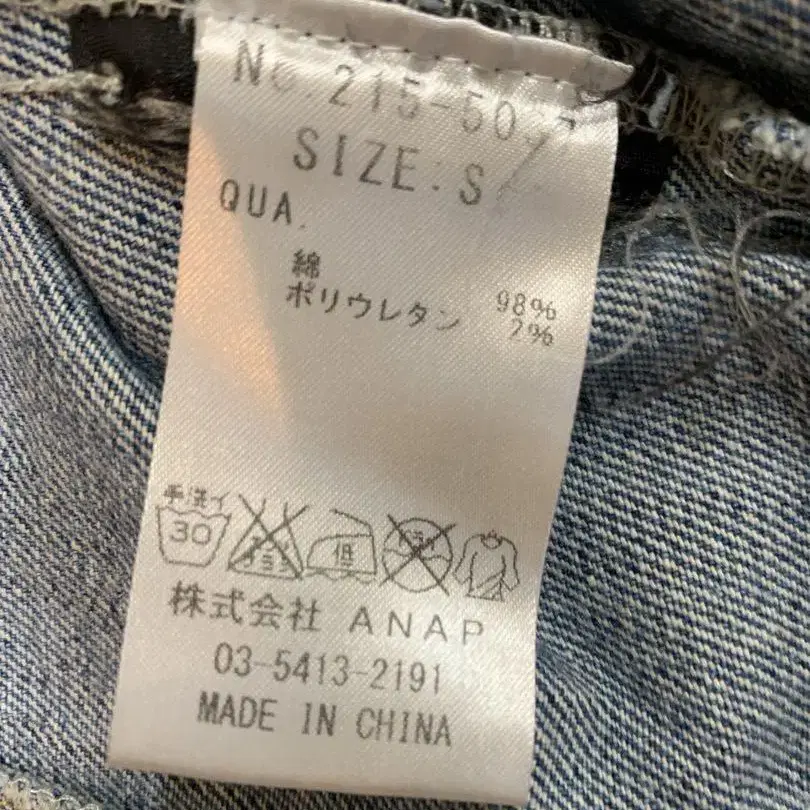 SIZE.S
QUA.
綿 98%
ポリウレタン 2%
手洗イ
30 低
株式会社 ANAP
03-5413-2191
MADE IN CHINA